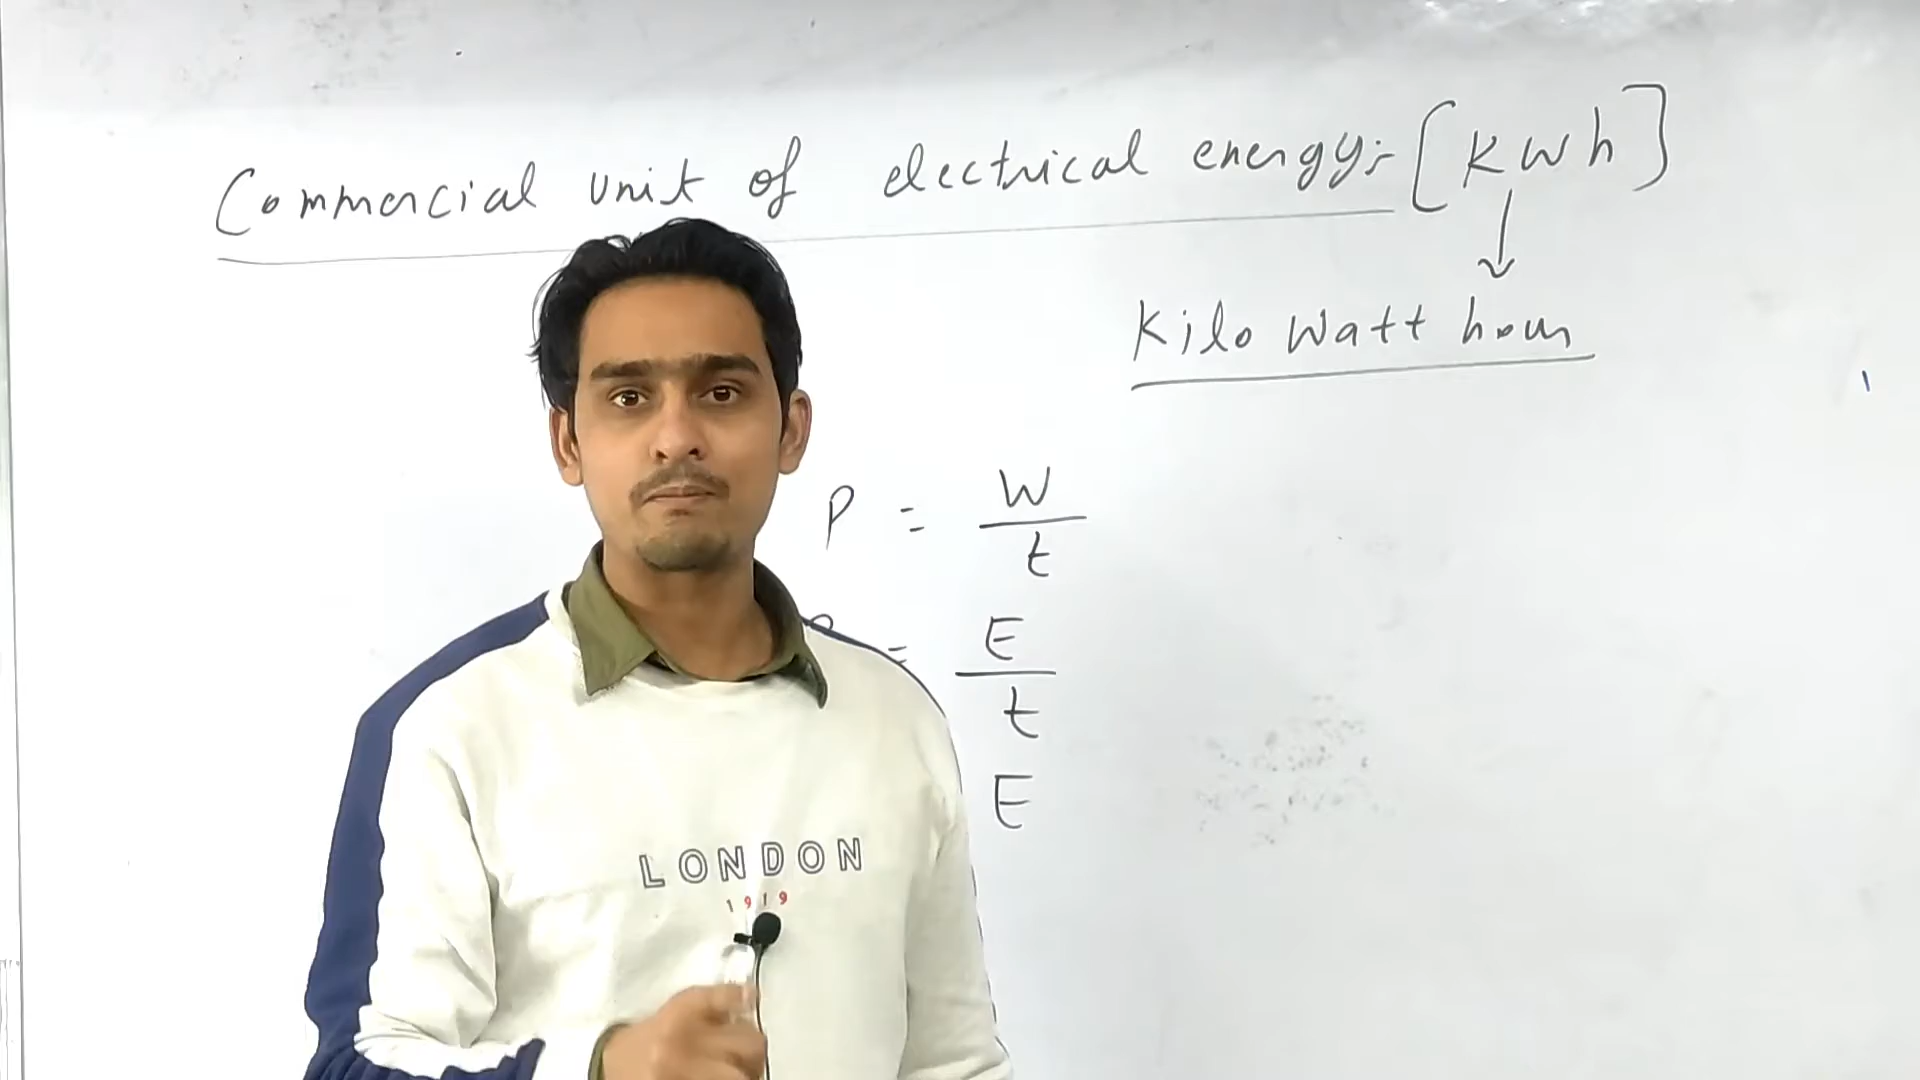 Commercial unit of electrical energy:- [KWh]
Kilo Watt hour
P = W/t
= E/t
E
LONDON
1919